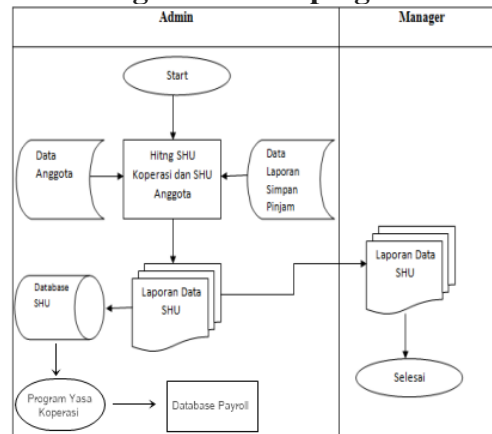 Admin
Manager
Start
Data
Anggota
Hitng SHU
Koperasi dan SHU
Anggota
Data
Laporan
Simpan
Pinjam
Database
SHU
Laporan Data
SHU
Laporan Data
SHU
Program Yasa
Koperasi
Database Payroll
Selesai